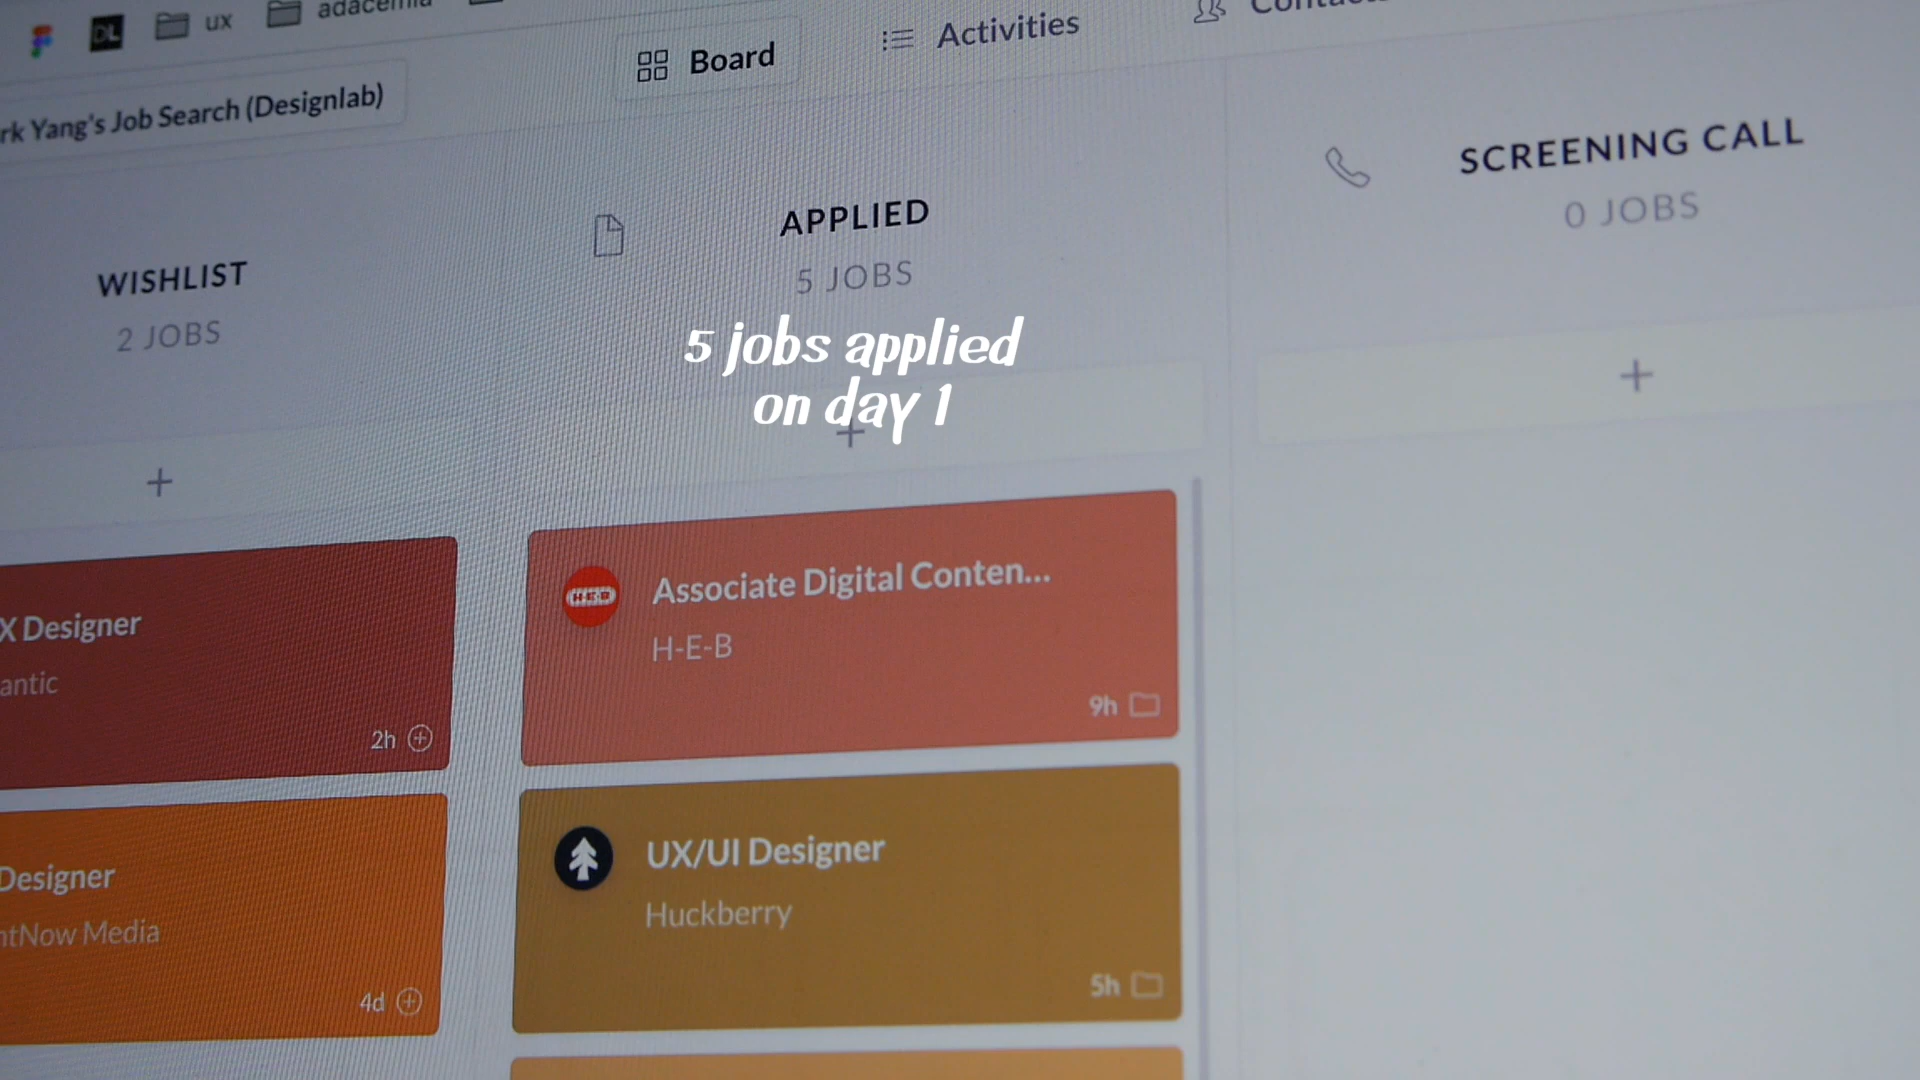 DL
ux
Board
Activities
rk Yang's Job Search (Designlab)
WISHLIST
2 JOBS
APPLIED
5 JOBS
SCREENING CALL
0 JOBS
5 jobs applied
on day 1
X Designer
antic
2h
Designer
ntNow Media
4d
H-E-B
Associate Digital Conten...
H-E-B
9h
UX/UI Designer
Huckberry
5h